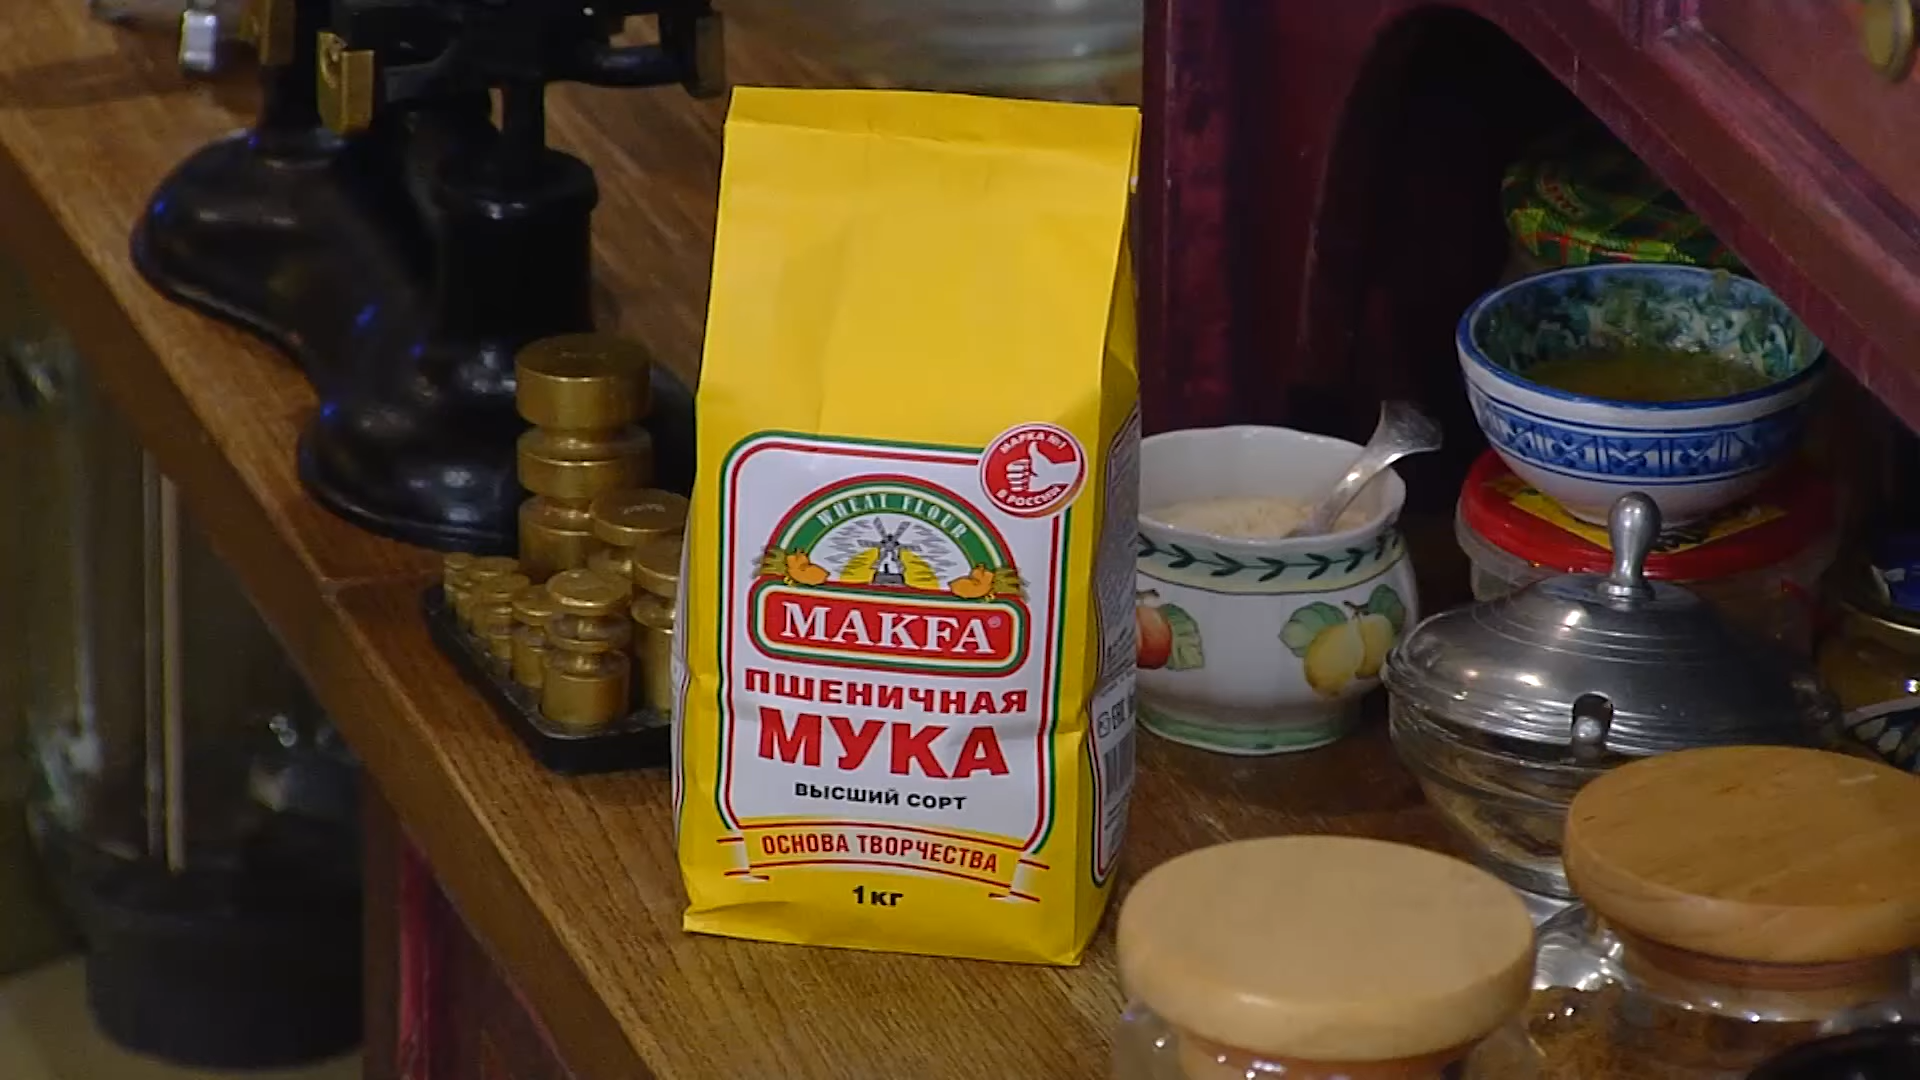 МАРКА №1
В РОССИИ
WHEAT FLOUR
MAKFA®
ПШЕНИЧНАЯ
МУКА
ВЫСШИЙ СОРТ
ОСНОВА ТВОРЧЕСТВА
1кг